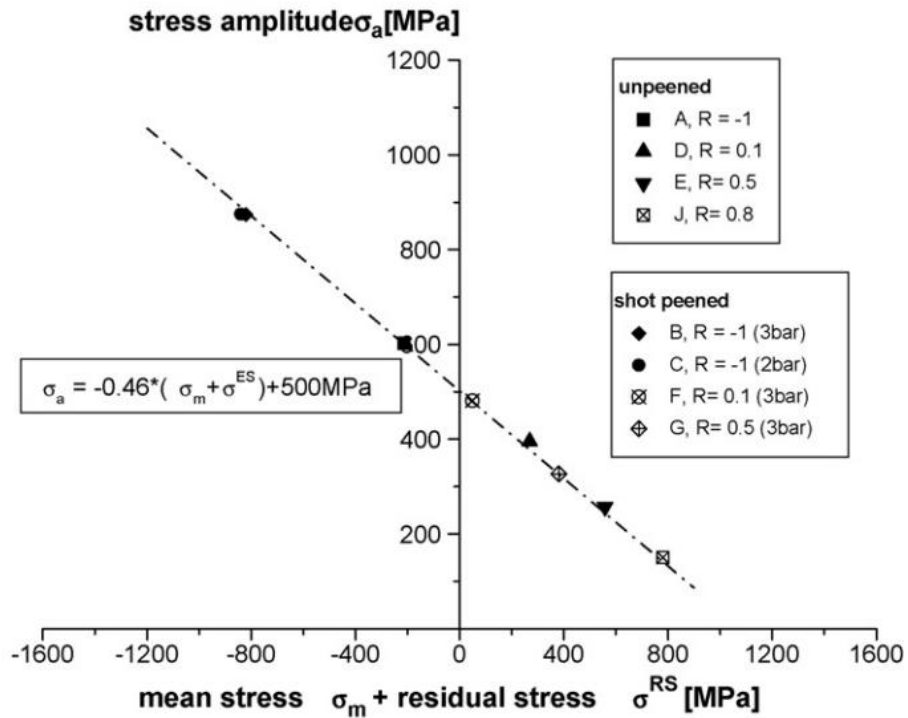 stress amplitudeσa[MPa]
1200
1000
800
600
400
200
unpeened
A, R = -1
D, R = 0.1
E, R= 0.5
J, R= 0.8
shot peened
B, R = -1 (3bar)
C, R = -1 (2bar)
F, R= 0.1 (3bar)
G, R= 0.5 (3bar)
σa = -0.46*( σm+σES)+500MPa
-1600 -1200 -800 -400 0 400 800 1200 1600
mean stress σm + residual stress σRS [MPa]